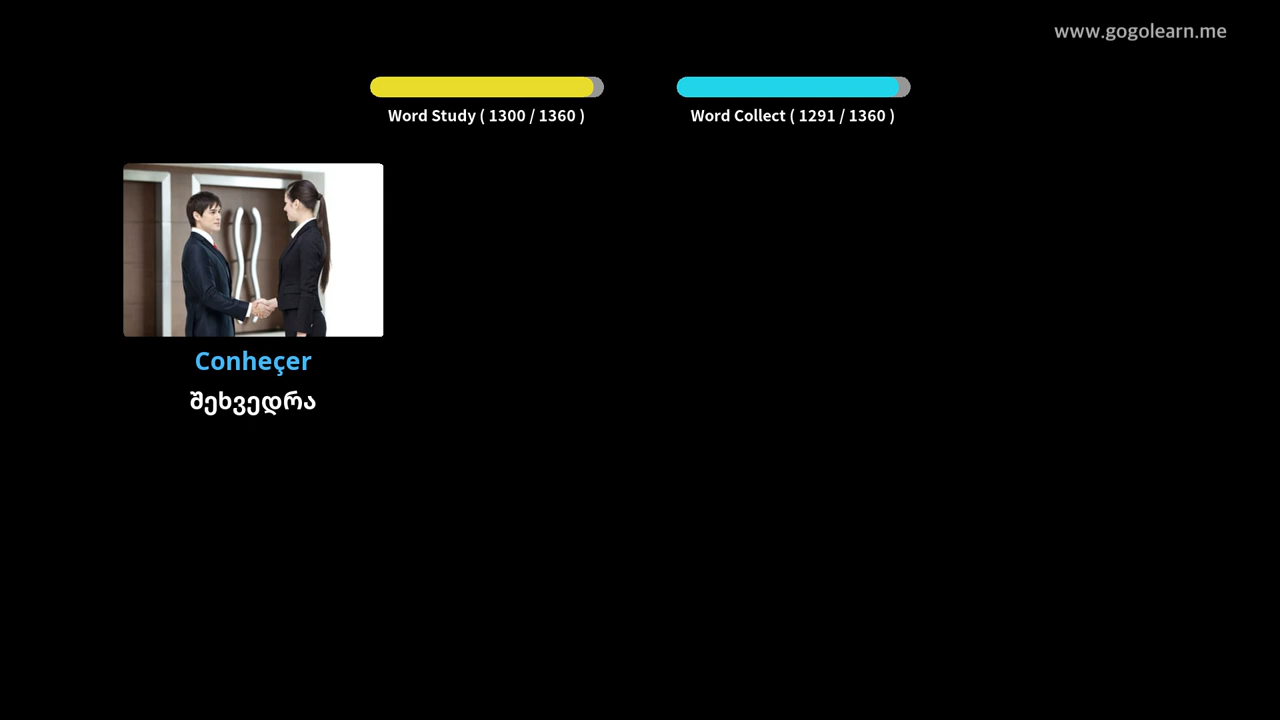 www.gogolearn.me
Word Study ( 1300 / 1360 )
Word Collect ( 1291 / 1360 )
Conheçer
შეხვედრა